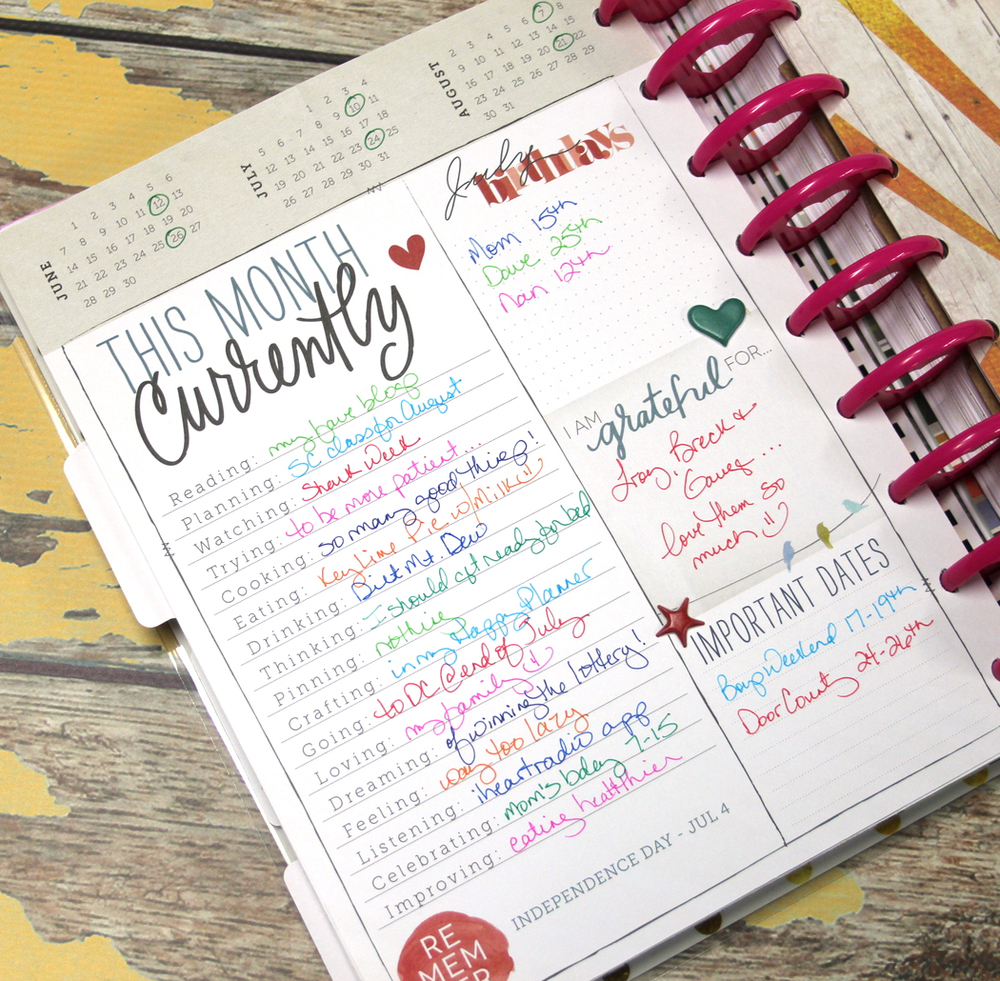 JUNE
1 2 3 4 5 6
7 8 9 10 11 12 13
14 15 16 17 18 19 20
21 22 23 24 25 26 27
28 29 30
JULY
1 2 3 4
5 6 7 8 9 10 11
12 13 14 15 16 17 18
19 20 21 22 23 24 25
26 27 28 29 30 31
AUGUST
2 3 4 5 6 7 8
9 10 11 12 13 14 15
16 17 18 19 20 21 22
23 24 25 26 27 28 29
30 31
THIS MONTH
Currently
Reading: my fave blogs
Planning: SC class for August
Watching: Shark Week
Trying: to be more patient...
Cooking: so many good things!
Eating: Key lime Pie w/ Milk
Drinking: Diet Mt Dew
Thinking: I should get ready for bed
Pinning: nothing
Crafting: in my Happy Planner
Going: to DC @ end of July
Loving: my family
Dreaming: of winning the lottery!
Feeling: way too lazy
Listening: iheartradio app
Celebrating: mom's bday 7-15
Improving: eating healthier
INDEPENDENCE DAY - JUL 4
RE
MEM
BER
July birthdays
Mom 15th
Dave 25th
Nan 12th
I AM grateful FOR...
Troy, Breck &
...
love them so
much
IMPORTANT DATES
Boys Weekend 17-19th
Door County 24-26th